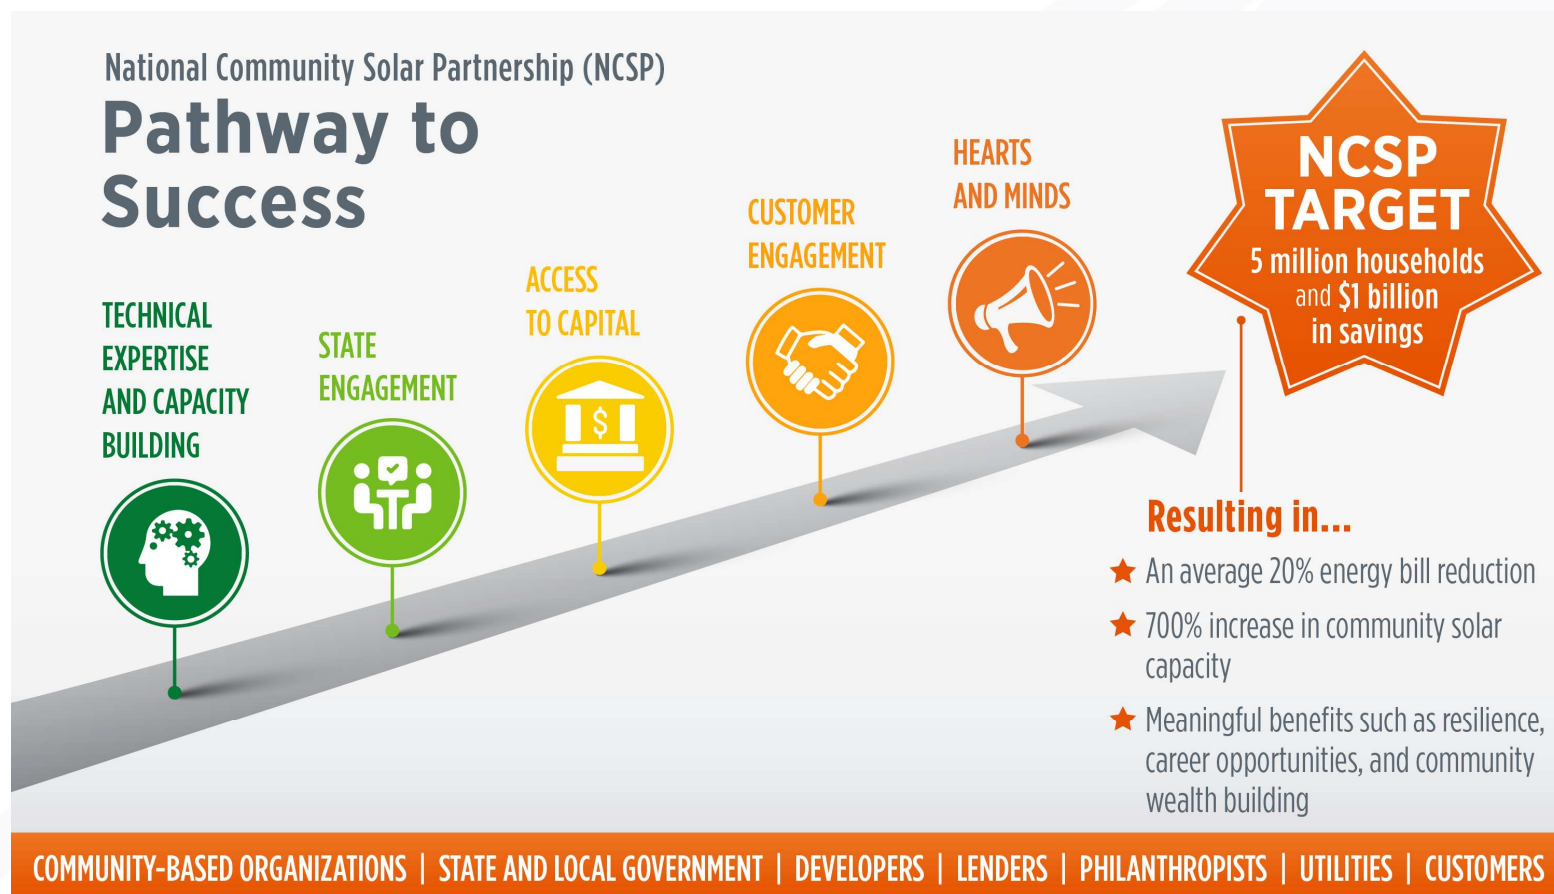 National Community Solar Partnership (NCSP)
Pathway to
Success
TECHNICAL
EXPERTISE
AND CAPACITY
BUILDING
STATE
ENGAGEMENT
ACCESS
TO CAPITAL
$
CUSTOMER
ENGAGEMENT
HEARTS
AND MINDS
NCSP
TARGET
5 million households
and $1 billion
in savings
Resulting in...
An average 20% energy bill reduction
700% increase in community solar
capacity
Meaningful benefits such as resilience,
career opportunities, and community
wealth building
COMMUNITY-BASED ORGANIZATIONS | STATE AND LOCAL GOVERNMENT | DEVELOPERS | LENDERS | PHILANTHROPISTS | UTILITIES | CUSTOMERS